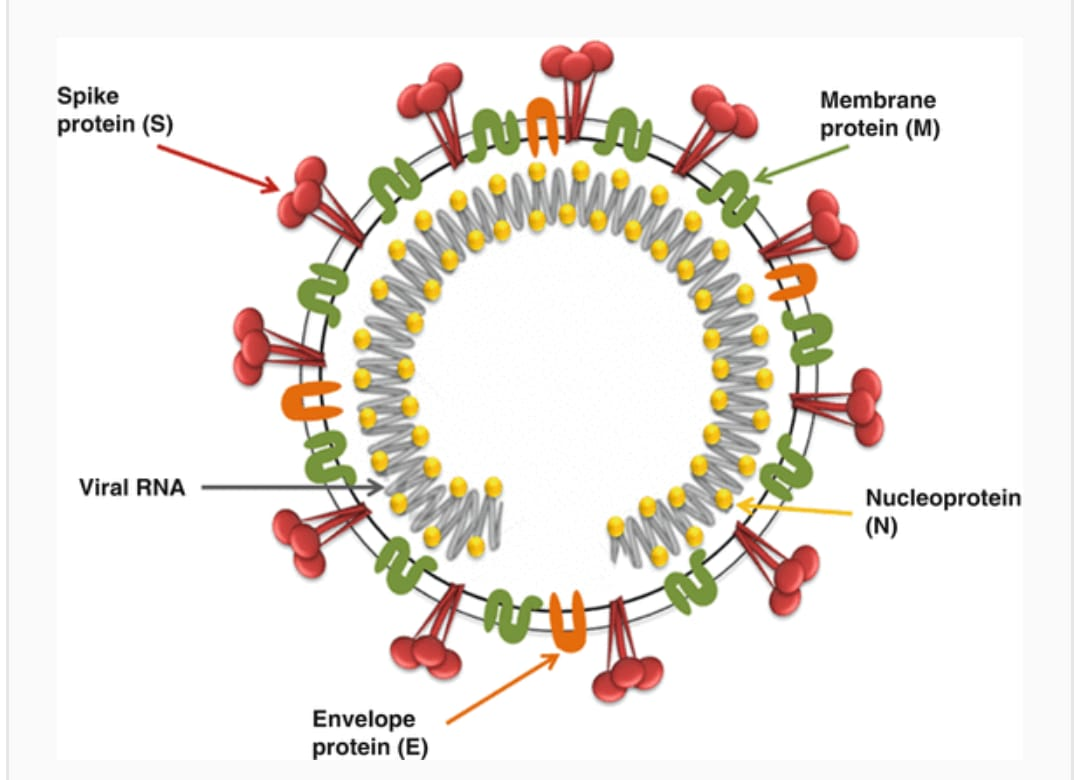 Spike
protein (S)
Membrane
protein (M)
Viral RNA
Nucleoprotein
(N)
Envelope
protein (E)